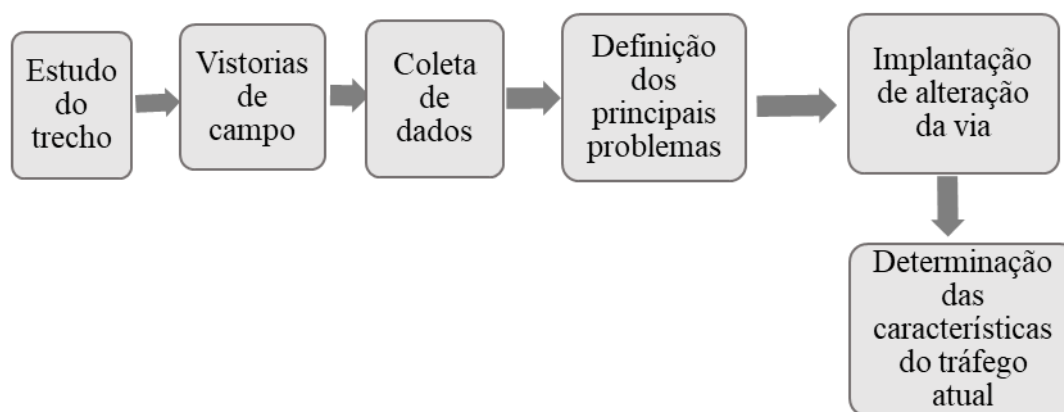 Estudo
do
trecho
Vistorias
de
campo
Coleta
de
dados
Definição
dos
principais
problemas
Implantação
de alteração
da via
Determinação
das
características
do tráfego
atual